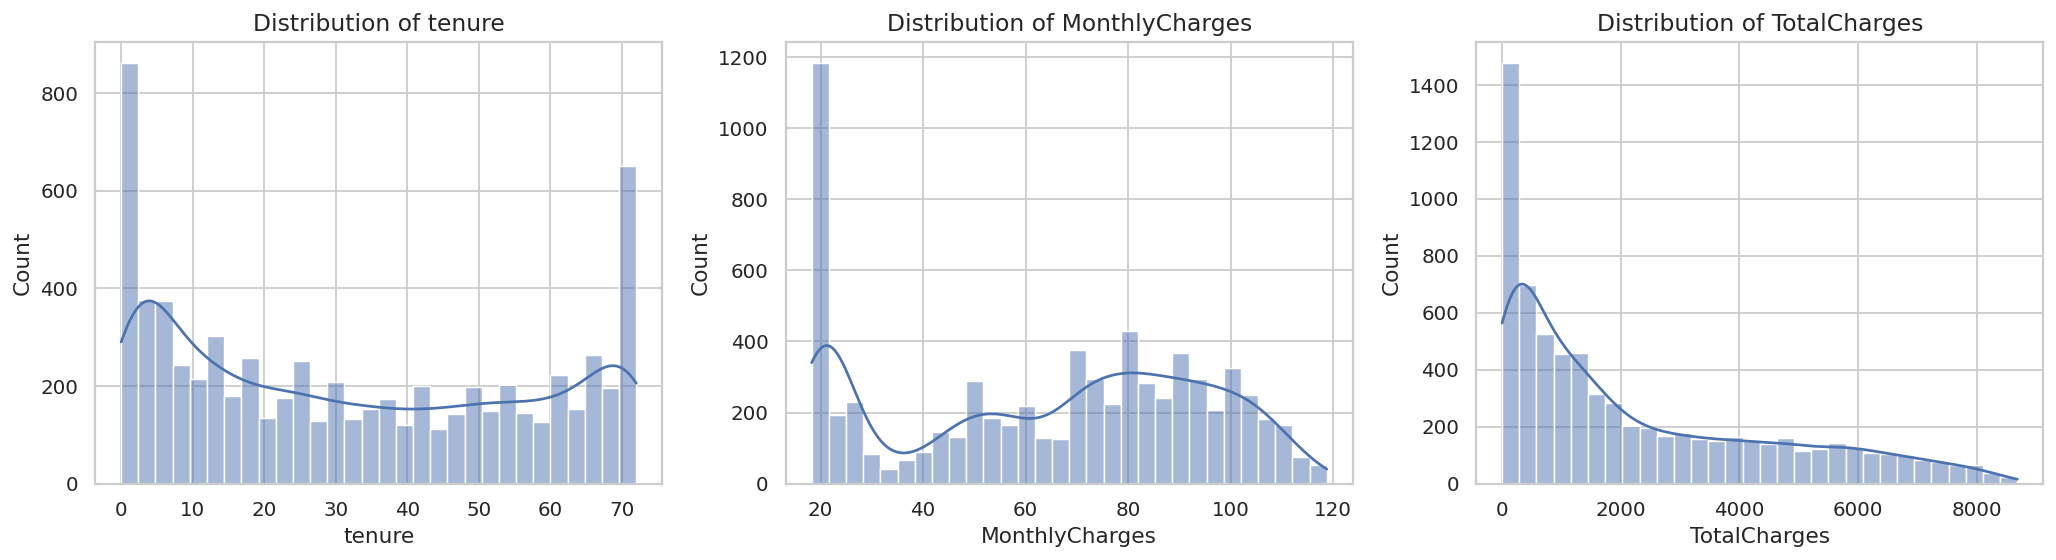 Distribution of tenure
Count
800
600
400
200
0
0 10 20 30 40 50 60 70
tenure
Distribution of MonthlyCharges
Count
1200
1000
800
600
400
200
0
20 40 60 80 100 120
MonthlyCharges
Distribution of TotalCharges
Count
1400
1200
1000
800
600
400
200
0
0 2000 4000 6000 8000
TotalCharges